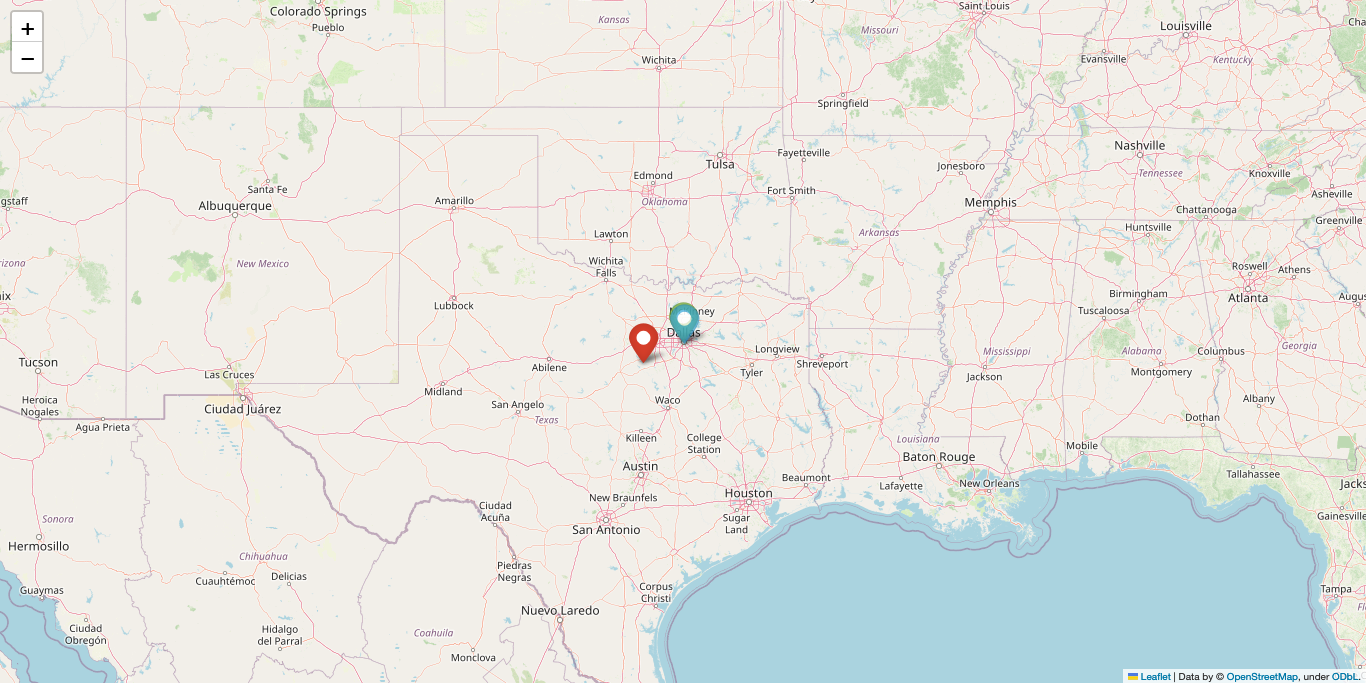 Colorado Springs
Pueblo
Kansas
Saint Louis
Missouri
Louisville
Evansville
Kentucky
Wichita
Springfield
Tulsa
Fayetteville
Jonesboro
Nashville
Tennessee
Knoxville
Santa Fe
Albuquerque
Amarillo
Edmond
Oklahoma
Fort Smith
Memphis
Chattanooga
Asheville
Greenville
Huntsville
Lawton
Arkansas
New Mexico
Wichita
Falls
Roswell
Athens
Lubbock
Birmingham
Atlanta
Tuscaloosa
Tucson
Las Cruces
Abilene
Longview
Tyler
Shreveport
Mississippi
Alabama
Georgia
Columbus
Montgomery
Jackson
Midland
Heroica
Nogales
Ciudad Juárez
Agua Prieta
San Angelo
Texas
Waco
Albany
Dothan
Killeen
College
Station
Louisiana
Mobile
Austin
Baton Rouge
Tallahassee
Beaumont
Lafayette
New Orleans
Houston
New Braunfels
Ciudad
Acuña
San Antonio
Sugar
Land
Sonora
Hermosillo
Chihuahua
Cuauhtémoc
Delicias
Piedras
Negras
Guaymas
Corpus
Christi
Tampa
Nuevo Laredo
Ciudad
Obregón
Hidalgo
del Parral
Coahuila
Monclova
+
−
Leaflet | Data by © OpenStreetMap, under ODbL.